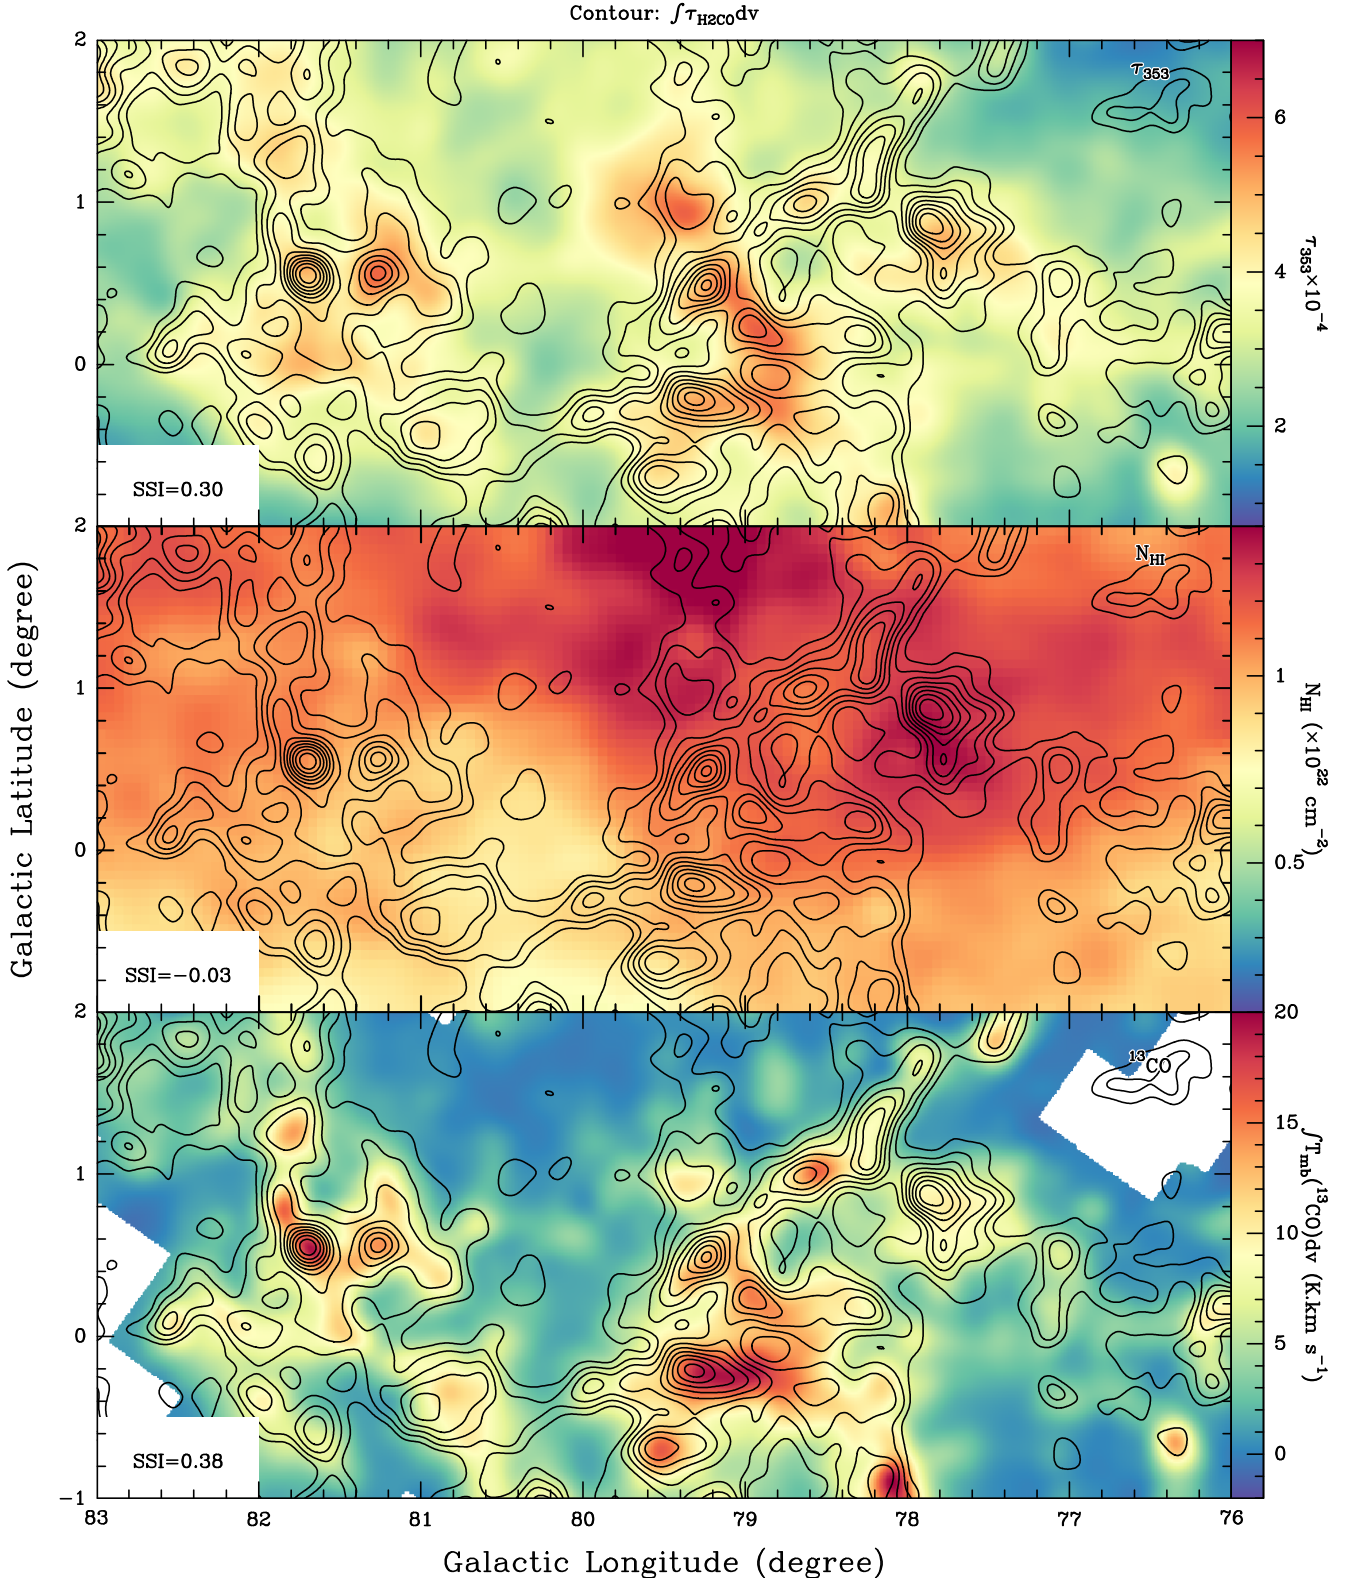 Contour: ∫τH2COdv
2
τ353
6
1
4
τ353×10−4
0
2
SSI=0.30
2
NHI
1
1
NHI (×10²² cm−2)
0
0.5
SSI=−0.03
Galactic Latitude (degree)
2
20
¹³CO
15
1
10
∫Tmb(¹³CO)dv (K.km s−1)
0
5
0
SSI=0.38
−1
83 82 81 80 79 78 77 76
Galactic Longitude (degree)